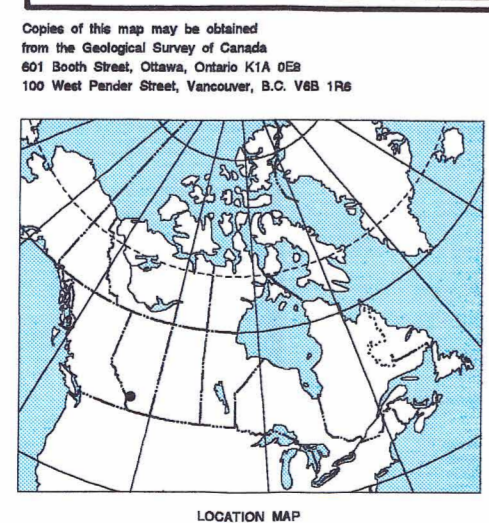 Copies of this map may be obtained
from the Geological Survey of Canada
601 Booth Street, Ottawa, Ontario K1A 0E8
100 West Pender Street, Vancouver, B.C. V6B 1R6
LOCATION MAP